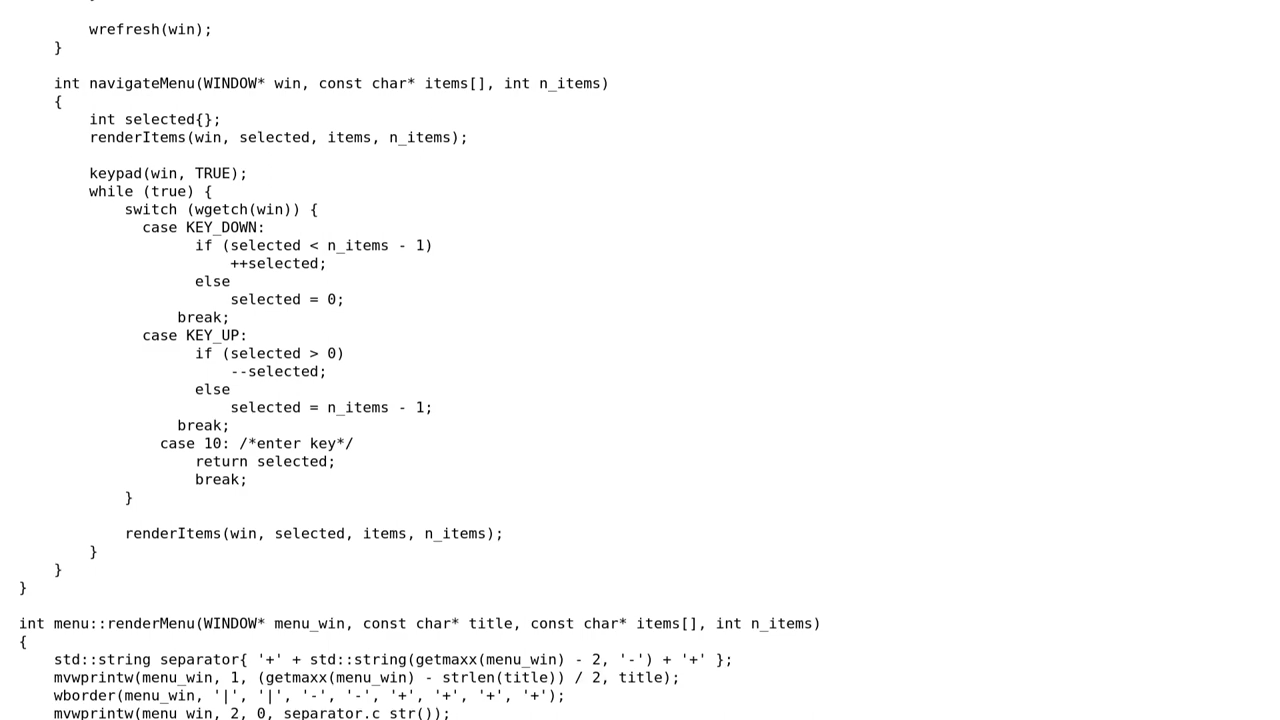 wrefresh(win);
    }

    int navigateMenu(WINDOW* win, const char* items[], int n_items)
    {
        int selected{};
        renderItems(win, selected, items, n_items);

        keypad(win, TRUE);
        while (true) {
            switch (wgetch(win)) {
              case KEY_DOWN:
                    if (selected < n_items - 1)
                        ++selected;
                    else
                        selected = 0;
                  break;
              case KEY_UP:
                    if (selected > 0)
                        --selected;
                    else
                        selected = n_items - 1;
                  break;
                case 10: /*enter key*/
                    return selected;
                    break;
            }

            renderItems(win, selected, items, n_items);
        }
    }
}

int menu::renderMenu(WINDOW* menu_win, const char* title, const char* items[], int n_items)
{
    std::string separator{ '+' + std::string(getmaxx(menu_win) - 2, '-') + '+' };
    mvwprintw(menu_win, 1, (getmaxx(menu_win) - strlen(title)) / 2, title);
    wborder(menu_win, '|', '|', '-', '-', '+', '+', '+', '+');
    mvwprintw(menu_win, 2, 0, separator.c_str());